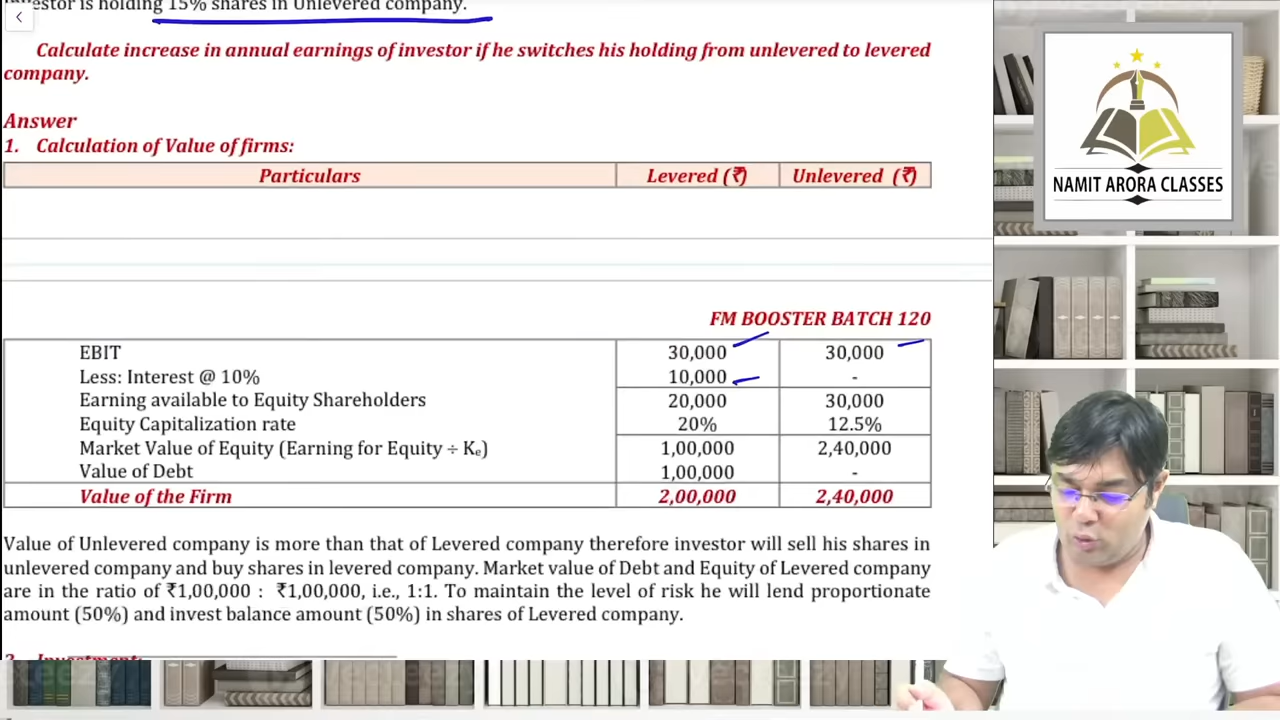 investor is holding 15% shares in Unlevered company.
Calculate increase in annual earnings of investor if he switches his holding from unlevered to levered
company.
Answer
1. Calculation of Value of firms:
Particulars Levered (₹) Unlevered (₹)
NAMIT ARORA CLASSES
FM BOOSTER BATCH 120
EBIT 30,000 30,000
Less: Interest @ 10% 10,000 -
Earning available to Equity Shareholders 20,000 30,000
Equity Capitalization rate 20% 12.5%
Market Value of Equity (Earning for Equity ÷ Kₑ) 1,00,000 2,40,000
Value of Debt 1,00,000 -
Value of the Firm 2,00,000 2,40,000
Value of Unlevered company is more than that of Levered company therefore investor will sell his shares in
unlevered company and buy shares in levered company. Market value of Debt and Equity of Levered company
are in the ratio of ₹1,00,000 : ₹1,00,000, i.e., 1:1. To maintain the level of risk he will lend proportionate
amount (50%) and invest balance amount (50%) in shares of Levered company.